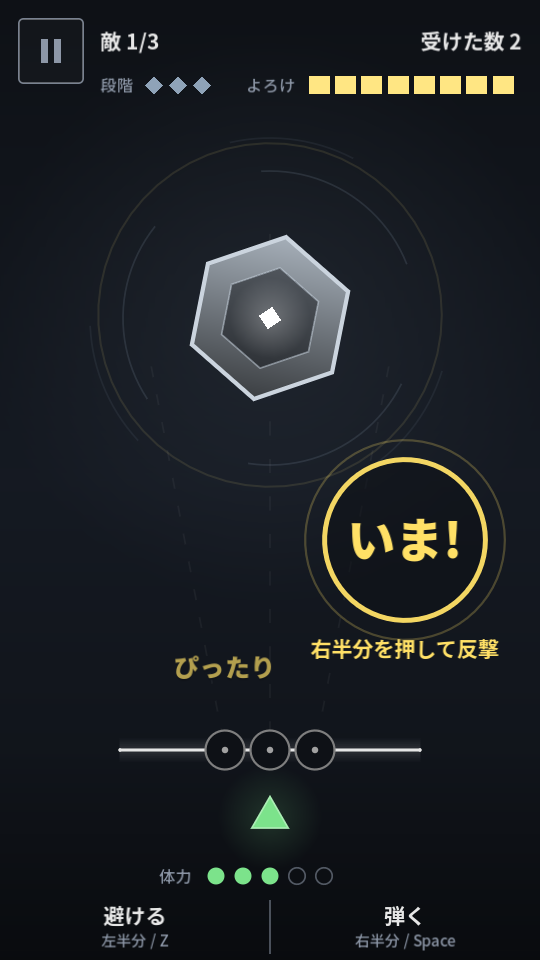 敵 1/3
受けた数 2
段階
よろけ
いま!
右半分を押して反撃
ぴったり
体力
避ける
左半分 / Z
弾く
右半分 / Space